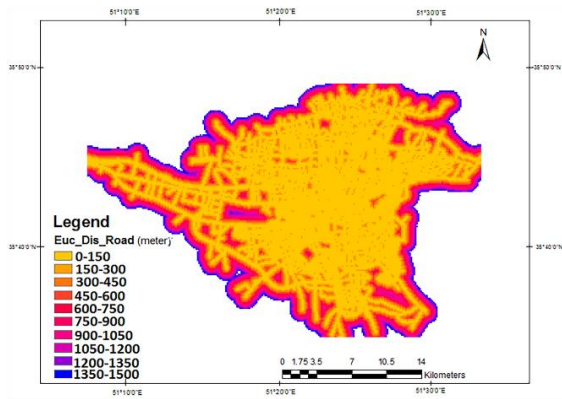 51°10'0"E 51°20'0"E 51°30'0"E
N
35°50'0"N 35°50'0"N
Legend
Euc_Dis_Road (meter)
0-150
150-300
300-450
450-600
600-750
750-900
900-1050
1050-1200
1200-1350
1350-1500
35°40'0"N 35°40'0"N
0 1.75 3.5 7 10.5 14
Kilometers
51°10'0"E 51°20'0"E 51°30'0"E